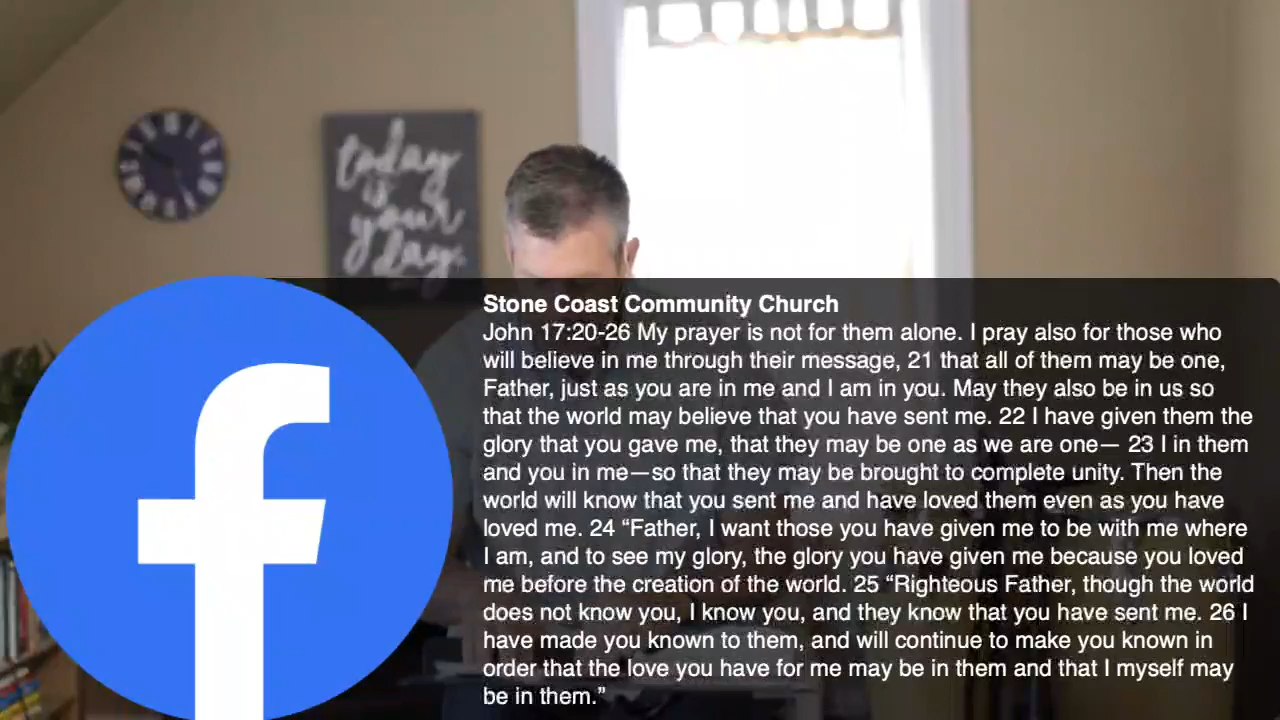 today
is
your
day.
Stone Coast Community Church
John 17:20-26 My prayer is not for them alone. I pray also for those who
will believe in me through their message, 21 that all of them may be one,
Father, just as you are in me and I am in you. May they also be in us so
that the world may believe that you have sent me. 22 I have given them the
glory that you gave me, that they may be one as we are one— 23 I in them
and you in me—so that they may be brought to complete unity. Then the
world will know that you sent me and have loved them even as you have
loved me. 24 “Father, I want those you have given me to be with me where
I am, and to see my glory, the glory you have given me because you loved
me before the creation of the world. 25 “Righteous Father, though the world
does not know you, I know you, and they know that you have sent me. 26 I
have made you known to them, and will continue to make you known in
order that the love you have for me may be in them and that I myself may
be in them.”